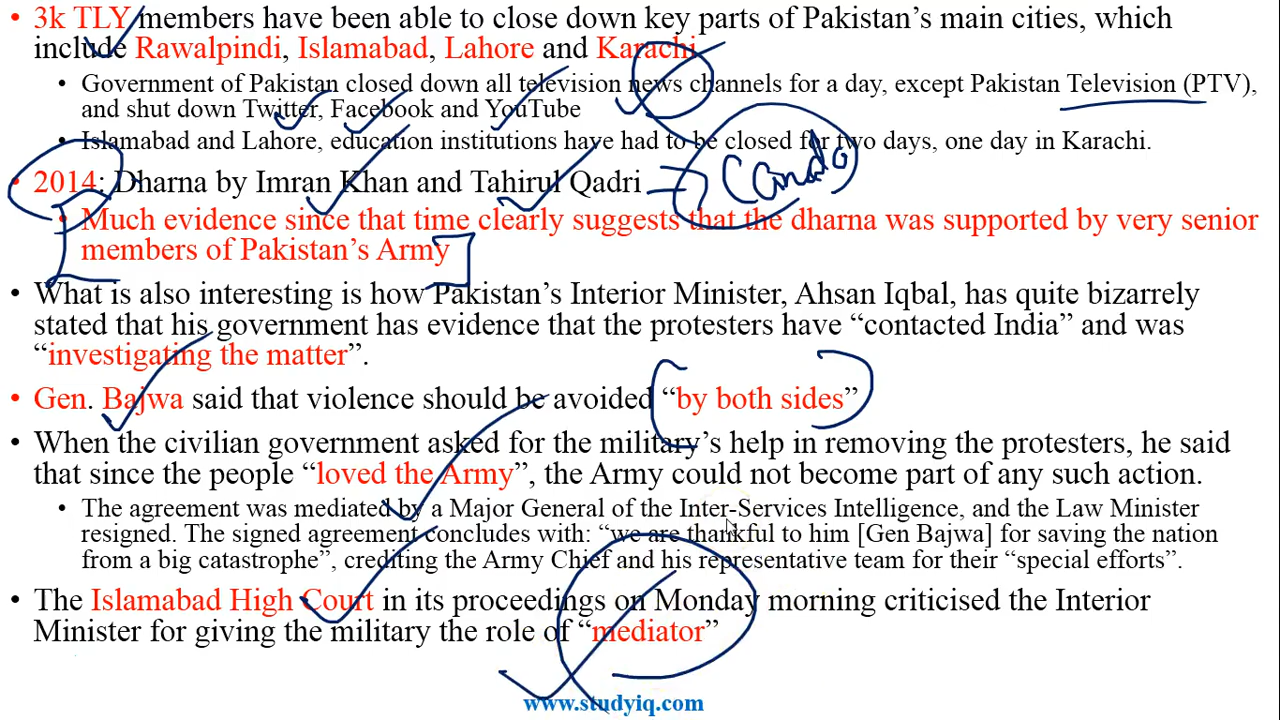 • 3k TLY members have been able to close down key parts of Pakistan's main cities, which
include Rawalpindi, Islamabad, Lahore and Karachi.
• Government of Pakistan closed down all television news channels for a day, except Pakistan Television (PTV),
and shut down Twitter, Facebook and YouTube
• Islamabad and Lahore, education institutions have had to be closed for two days, one day in Karachi.
• 2014: Dharna by Imran Khan and Tahirul Qadri
• Much evidence since that time clearly suggests that the dharna was supported by very senior
members of Pakistan's Army
• What is also interesting is how Pakistan's Interior Minister, Ahsan Iqbal, has quite bizarrely
stated that his government has evidence that the protesters have “contacted India” and was
“investigating the matter”.
• Gen. Bajwa said that violence should be avoided “by both sides”
• When the civilian government asked for the military's help in removing the protesters, he said
that since the people “loved the Army”, the Army could not become part of any such action.
• The agreement was mediated by a Major General of the Inter-Services Intelligence, and the Law Minister
resigned. The signed agreement concludes with: “we are thankful to him [Gen Bajwa] for saving the nation
from a big catastrophe”, crediting the Army Chief and his representative team for their “special efforts”.
• The Islamabad High Court in its proceedings on Monday morning criticised the Interior
Minister for giving the military the role of “mediator”
www.studyiq.com